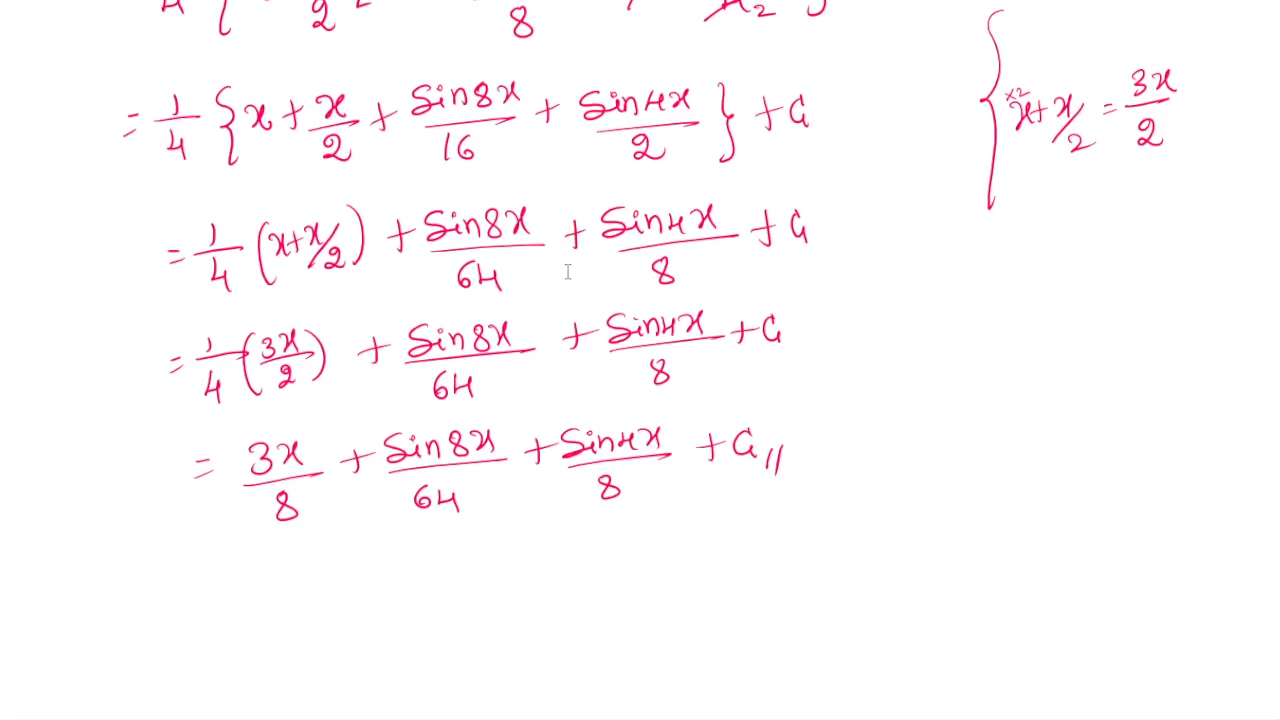 = 1/4 { x + x/2 + Sin8x/16 + Sin4x/2 } + C
{ x+x/2 = 3x/2
= 1/4 (x+x/2) + Sin8x/64 + Sin4x/8 + C
= 1/4 (3x/2) + Sin8x/64 + Sin4x/8 + C
= 3x/8 + Sin8x/64 + Sin4x/8 + C //